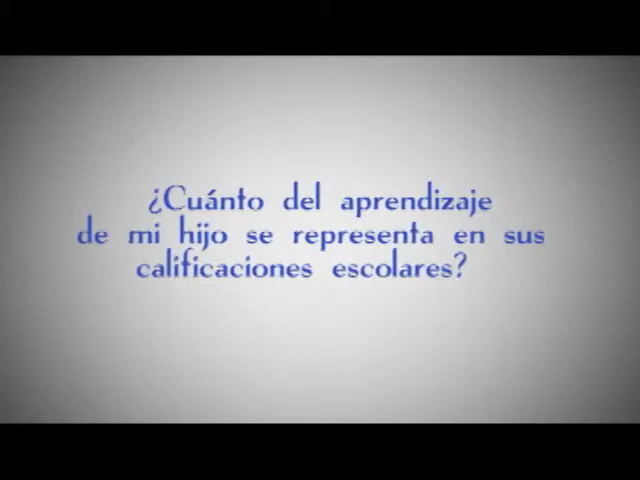 ¿Cuánto del aprendizaje
de mi hijo se representa en sus
calificaciones escolares?